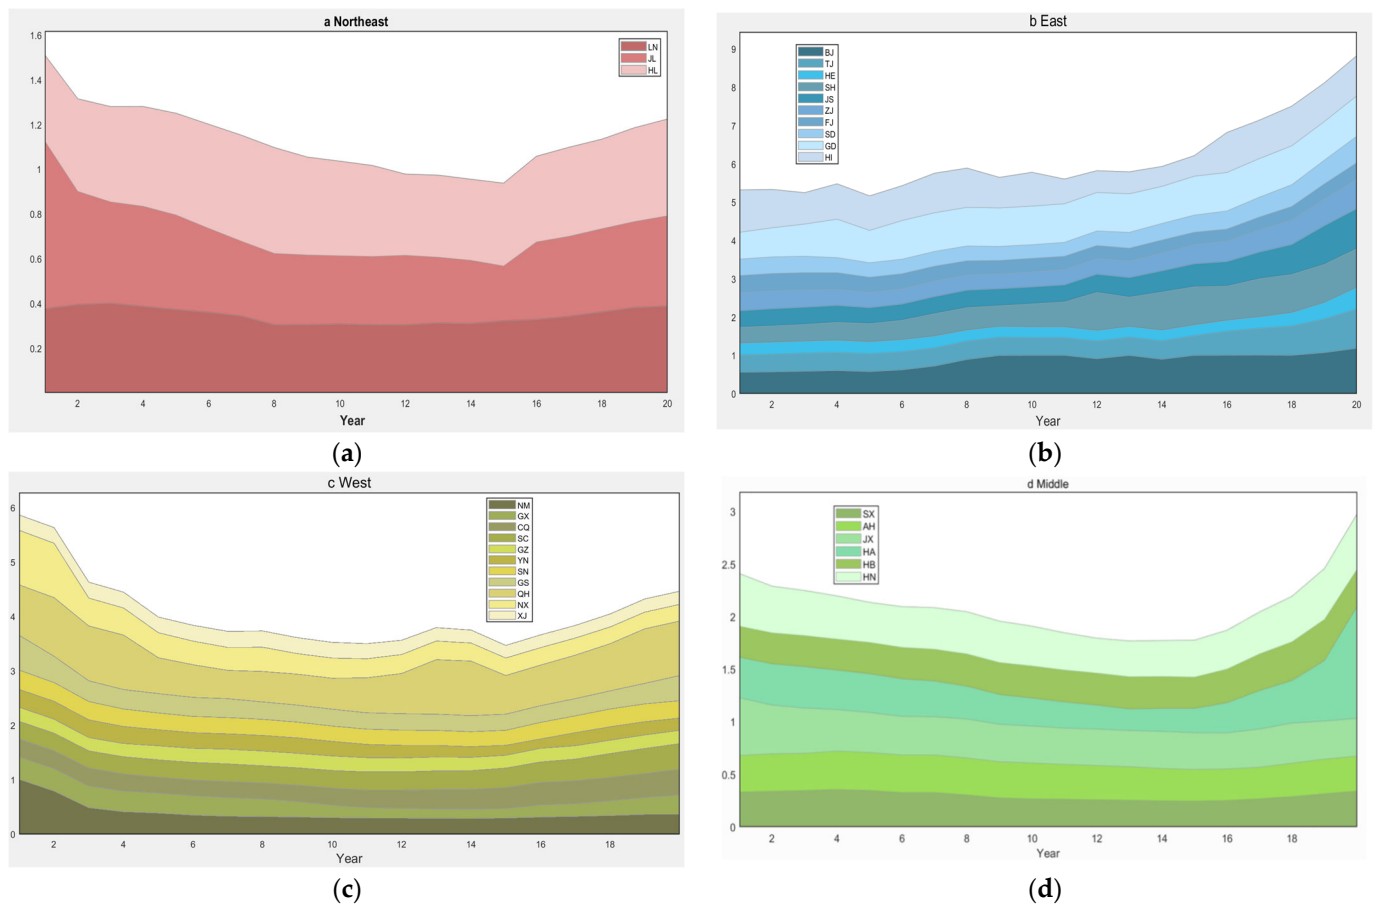 a Northeast
1.6
1.4
1.2
1
0.8
0.6
0.4
0.2
LN
JL
HL
2 4 6 8 10 12 14 16 18 20
Year
(a)
b East
9
8
7
6
5
4
3
2
1
0
BJ
TJ
HE
SH
JS
ZJ
FJ
SD
GD
HI
2 4 6 8 10 12 14 16 18 20
Year
(b)
c West
6
5
4
3
2
1
0
NM
GX
CQ
SC
GZ
YN
SN
GS
QH
NX
XJ
2 4 6 8 10 12 14 16 18
Year
(c)
d Middle
3
2.5
2
1.5
1
0.5
0
SX
AH
JX
HA
HB
HN
2 4 6 8 10 12 14 16 18
Year
(d)